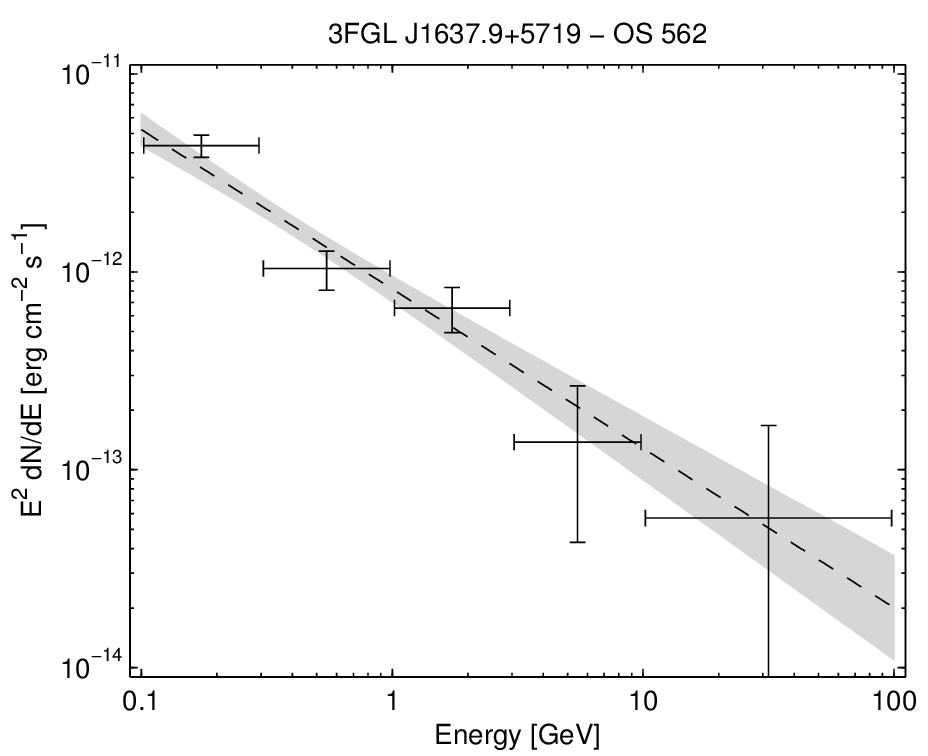 3FGL J1637.9+5719 – OS 562
10⁻¹¹
10⁻¹²
10⁻¹³
10⁻¹⁴
E² dN/dE [erg cm⁻² s⁻¹]
0.1 1 10 100
Energy [GeV]